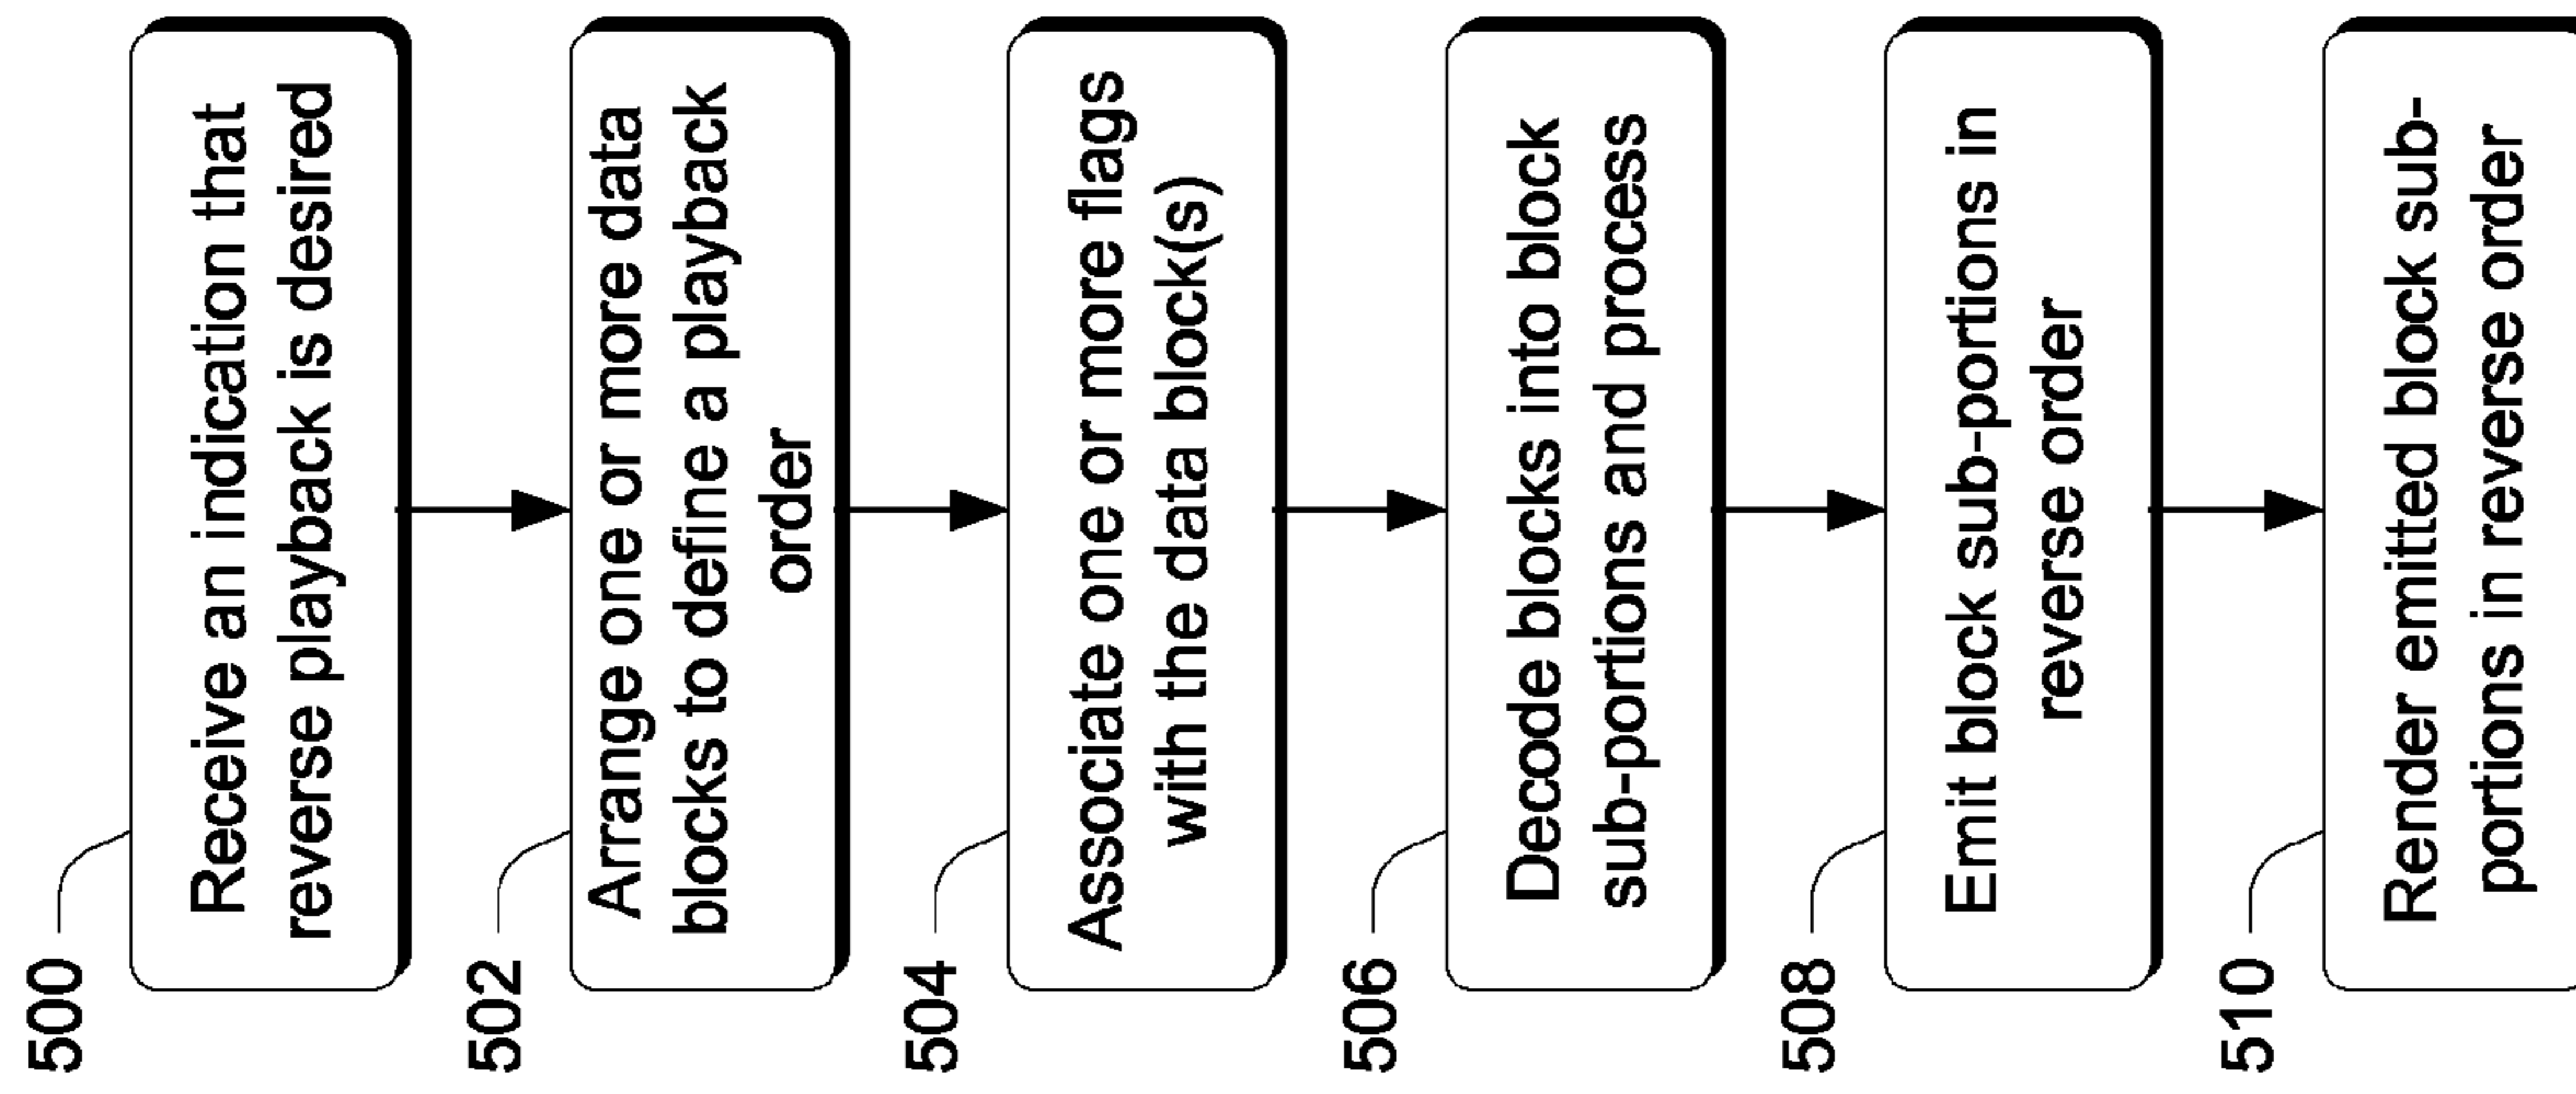 500
Receive an indication that
reverse playback is desired
502
Arrange one or more data
blocks to define a playback
order
504
Associate one or more flags
with the data block(s)
506
Decode blocks into block
sub-portions and process
508
Emit block sub-portions in
reverse order
510
Render emitted block sub-
portions in reverse order